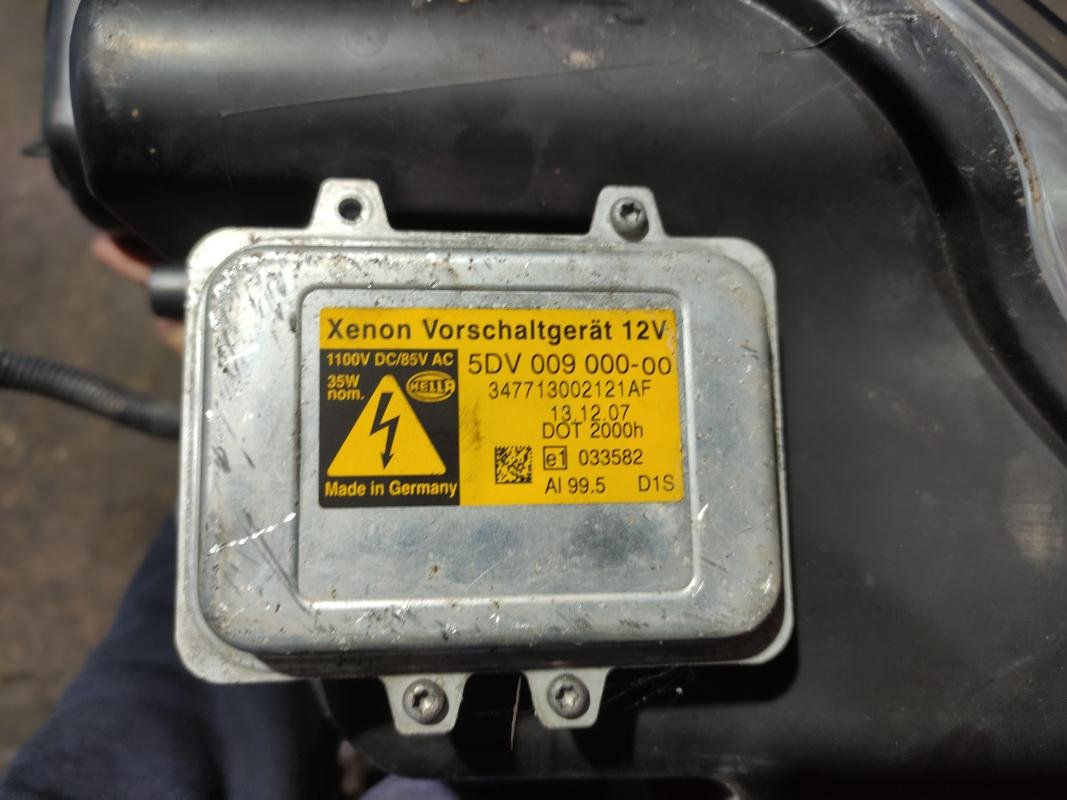 Xenon Vorschaltgerät 12V
1100V DC/85V AC
35W
nom.
HELLA
Made in Germany
5DV 009 000-00
347713002121AF
13.12.07
DOT 2000h
e1 033582
AI 99.5 D1S